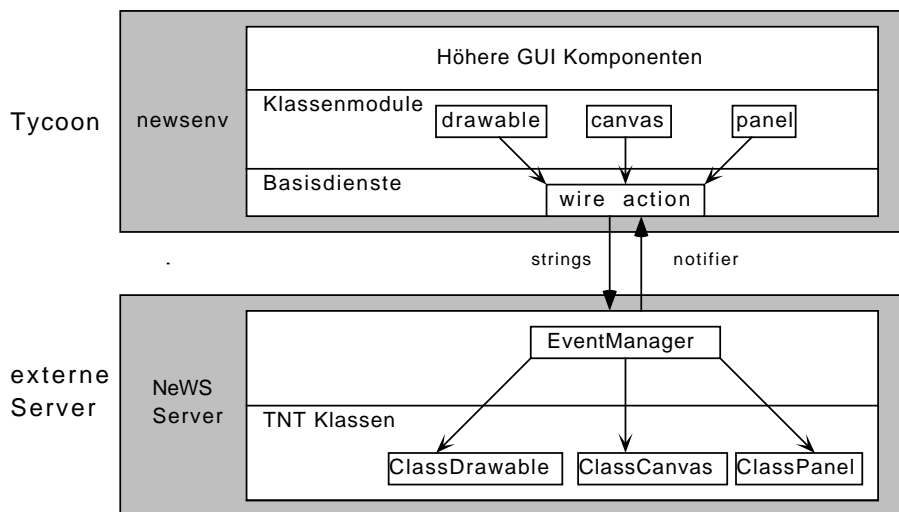 Höhere GUI Komponenten
Klassenmodule
drawable canvas panel
Tycoon newsenv
Basisdienste
wire action
strings notifier
EventManager
externe
Server
NeWS
Server
TNT Klassen
ClassDrawable ClassCanvas ClassPanel